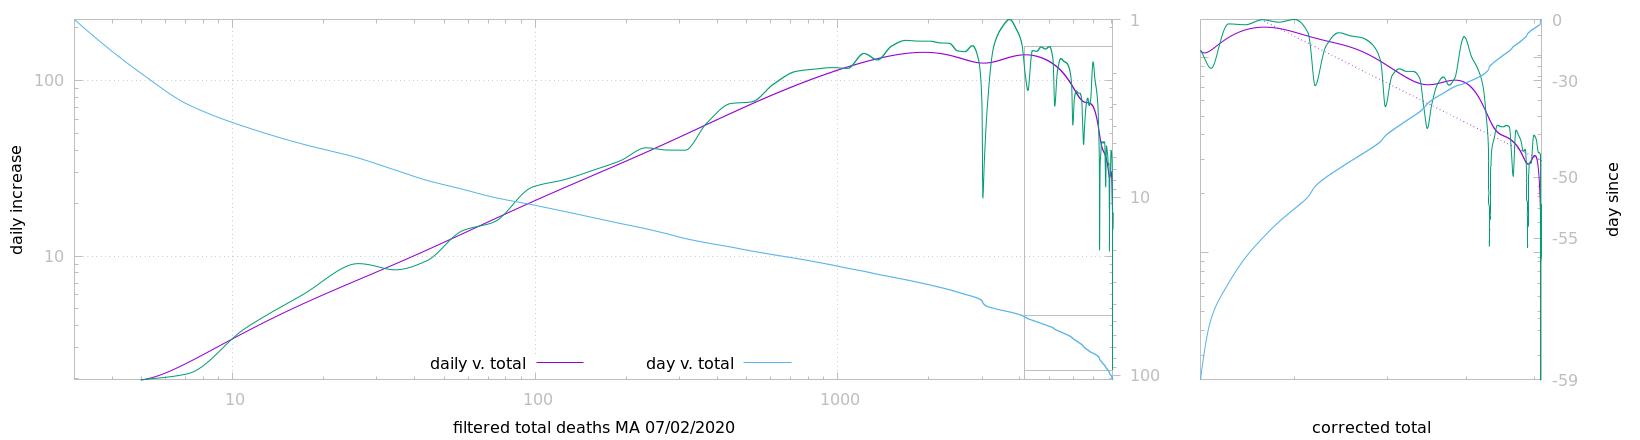 1
0
100
-30
-40
daily increase
10
-50
day since
10
-55
daily v. total
day v. total
100
-59
10
100
1000
filtered total deaths MA 07/02/2020
corrected total